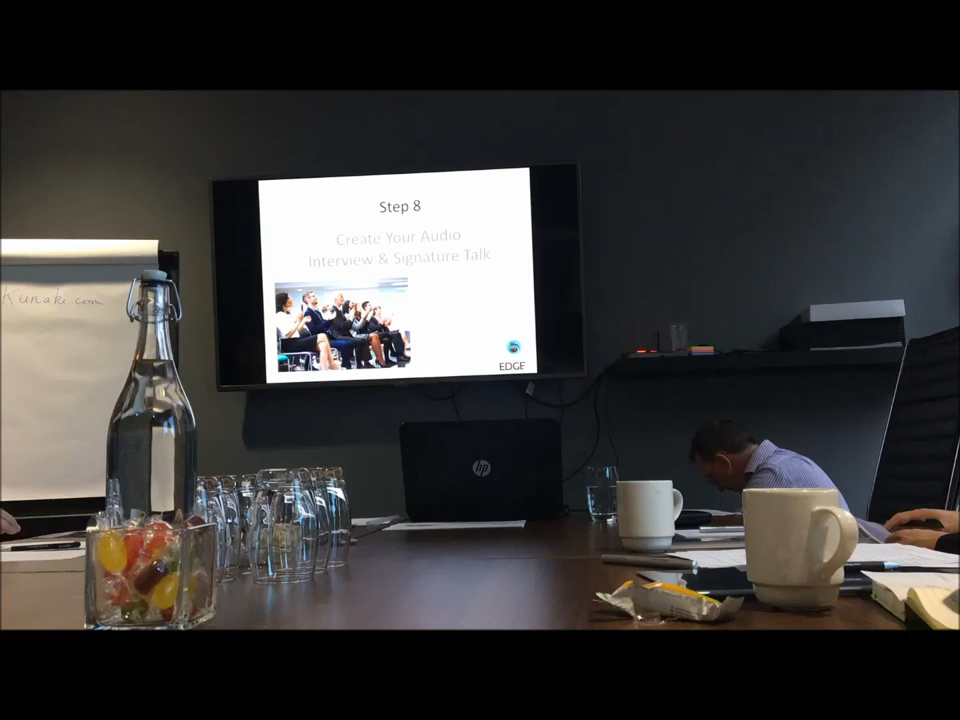 Step 8
Create Your Audio
Interview & Signature Talk
EDGE
Kunaki.com
hp